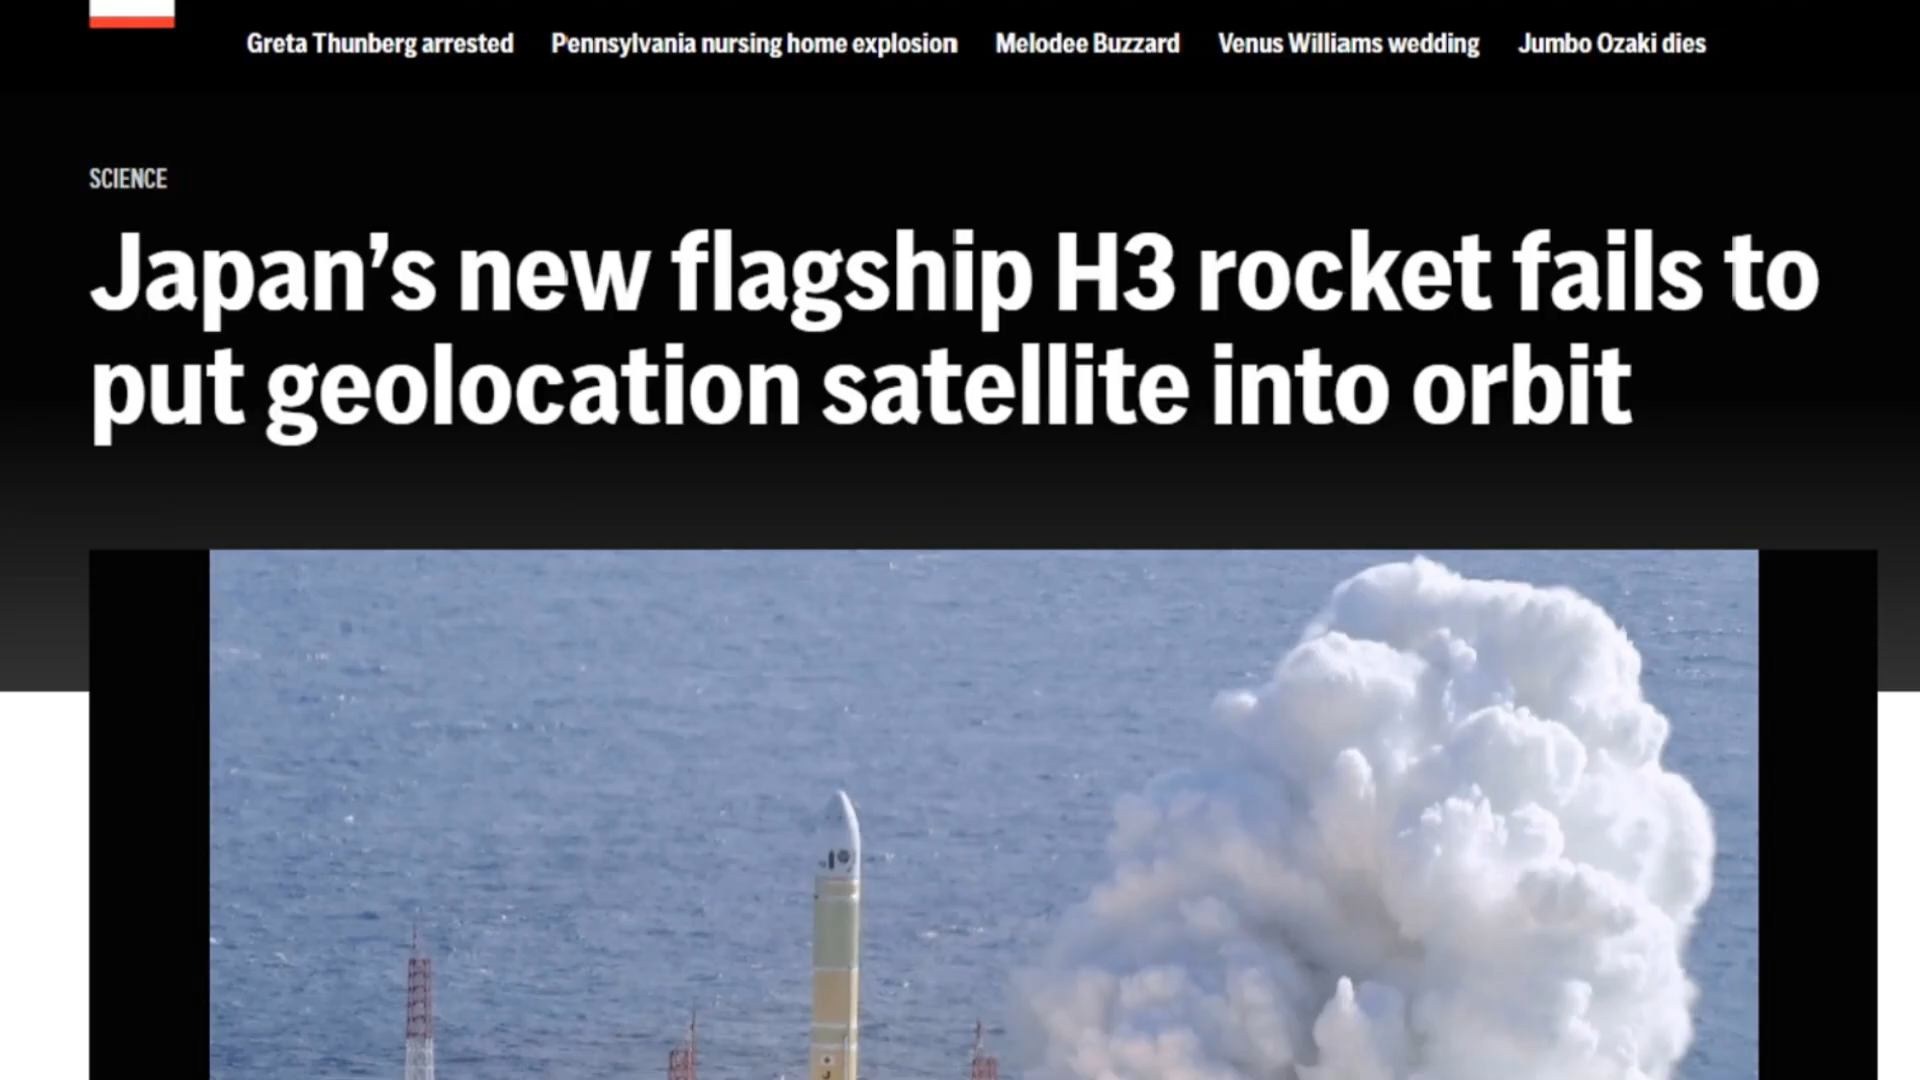 Greta Thunberg arrested Pennsylvania nursing home explosion Melodee Buzzard Venus Williams wedding Jumbo Ozaki dies
SCIENCE
Japan’s new flagship H3 rocket fails to
put geolocation satellite into orbit
J